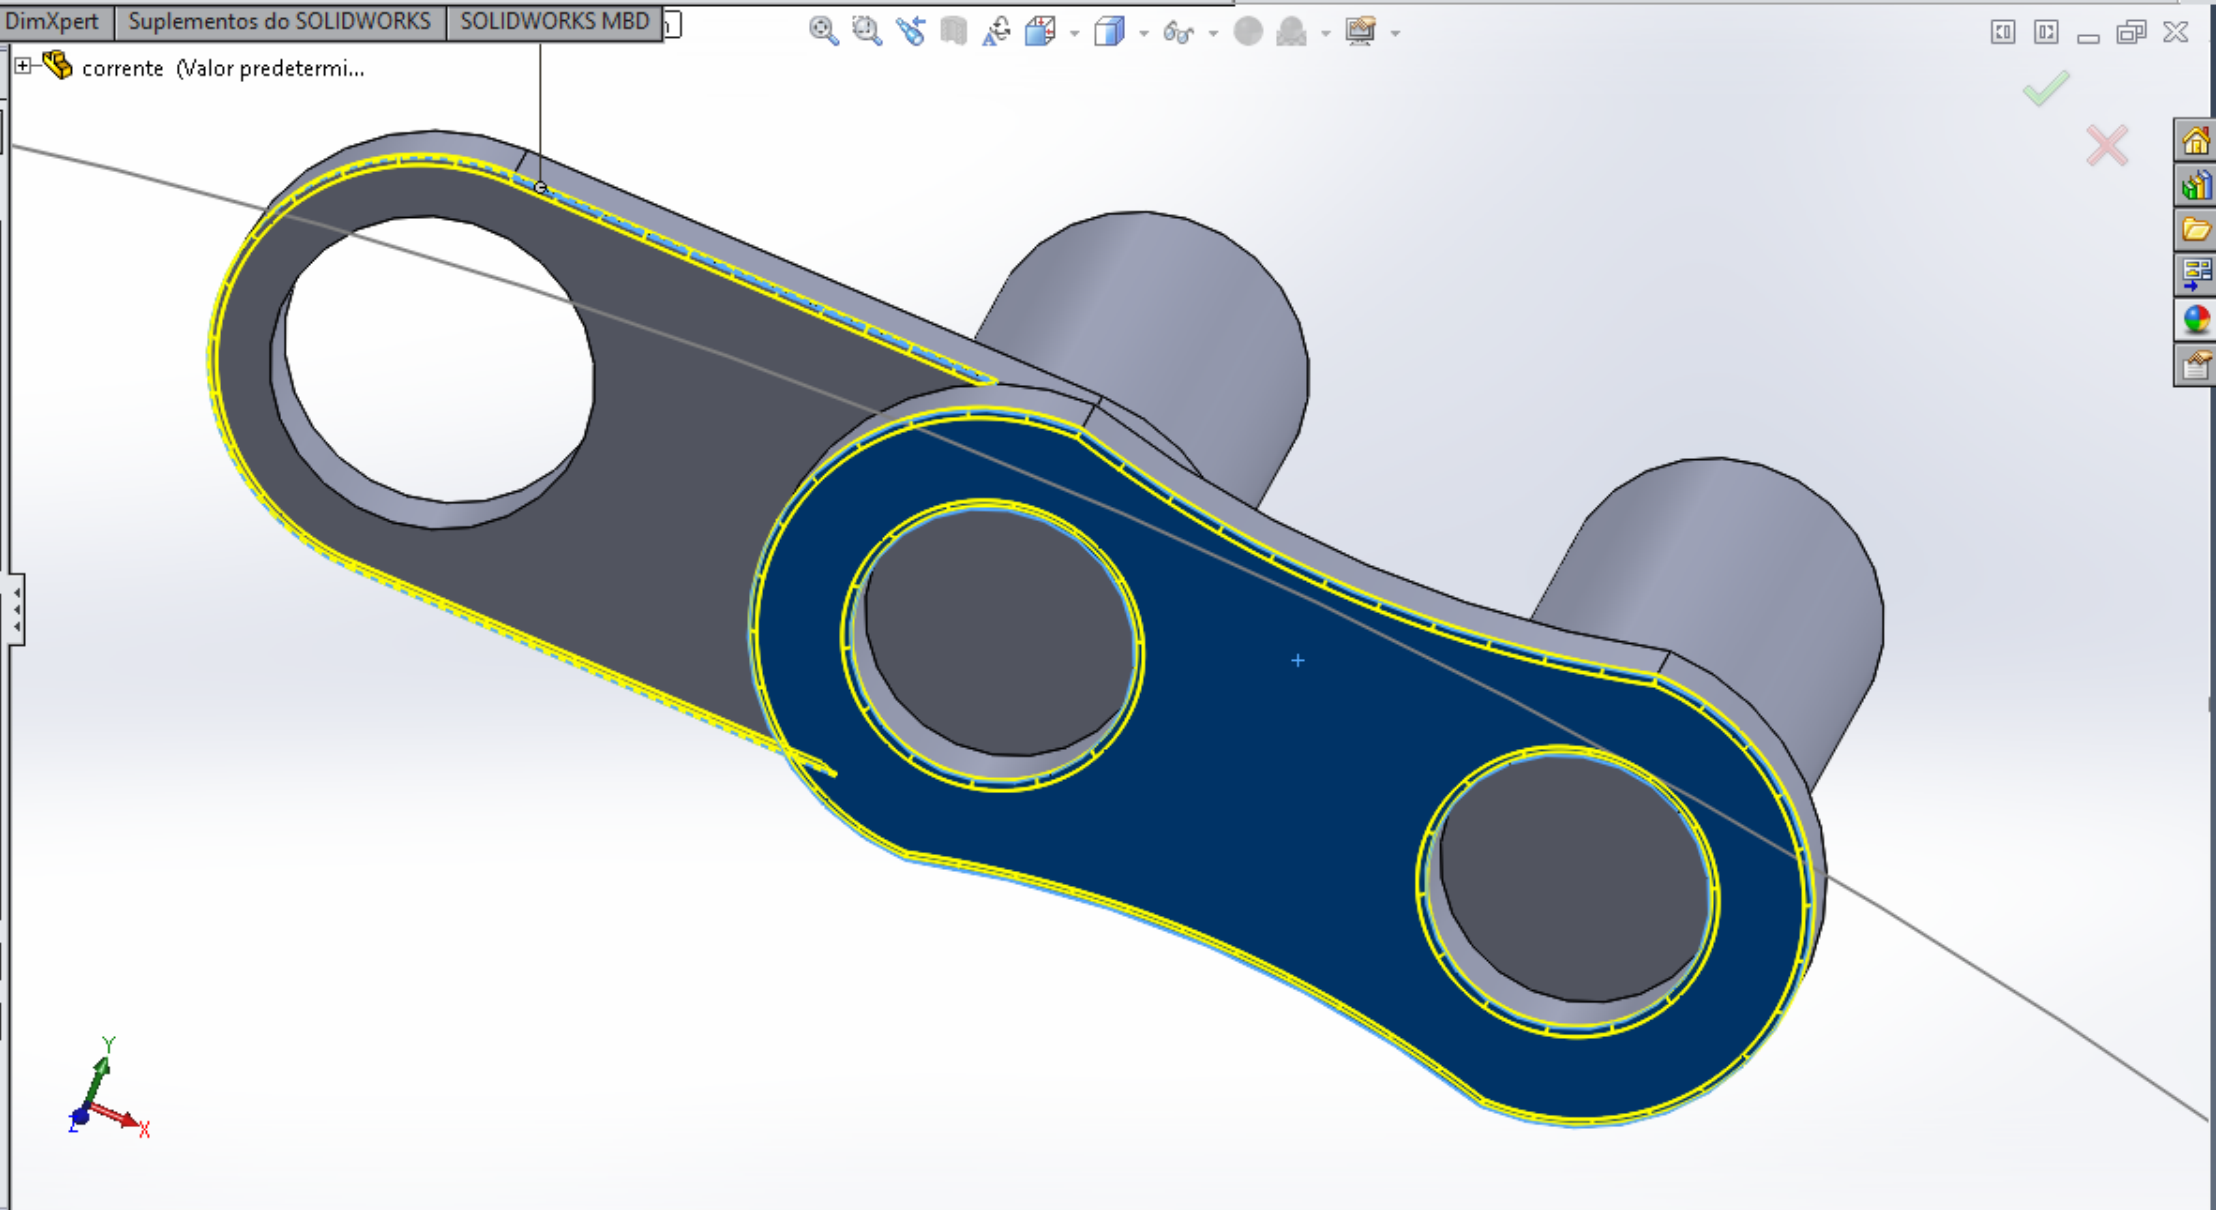 DimXpert
Suplementos do SOLIDWORKS
SOLIDWORKS MBD
corrente (Valor predetermi...
Y
Z
X